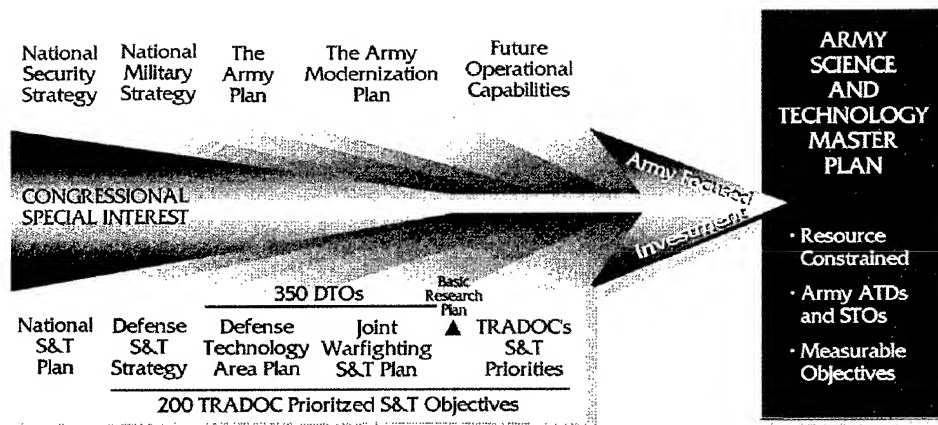 National
Security
Strategy
National
Military
Strategy
The
Army
Plan
The Army
Modernization
Plan
Future
Operational
Capabilities
ARMY
SCIENCE
AND
TECHNOLOGY
MASTER
PLAN
CONGRESSIONAL
SPECIAL INTEREST
Army Focused
Investment
· Resource
Constrained
· Army ATDs
and STOs
· Measurable
Objectives
350 DTOs
Basic
Research
Plan
National
S&T
Plan
Defense
S&T
Strategy
Defense
Technology
Area Plan
Joint
Warfighting
S&T Plan
TRADOC's
S&T
Priorities
200 TRADOC Prioritzed S&T Objectives